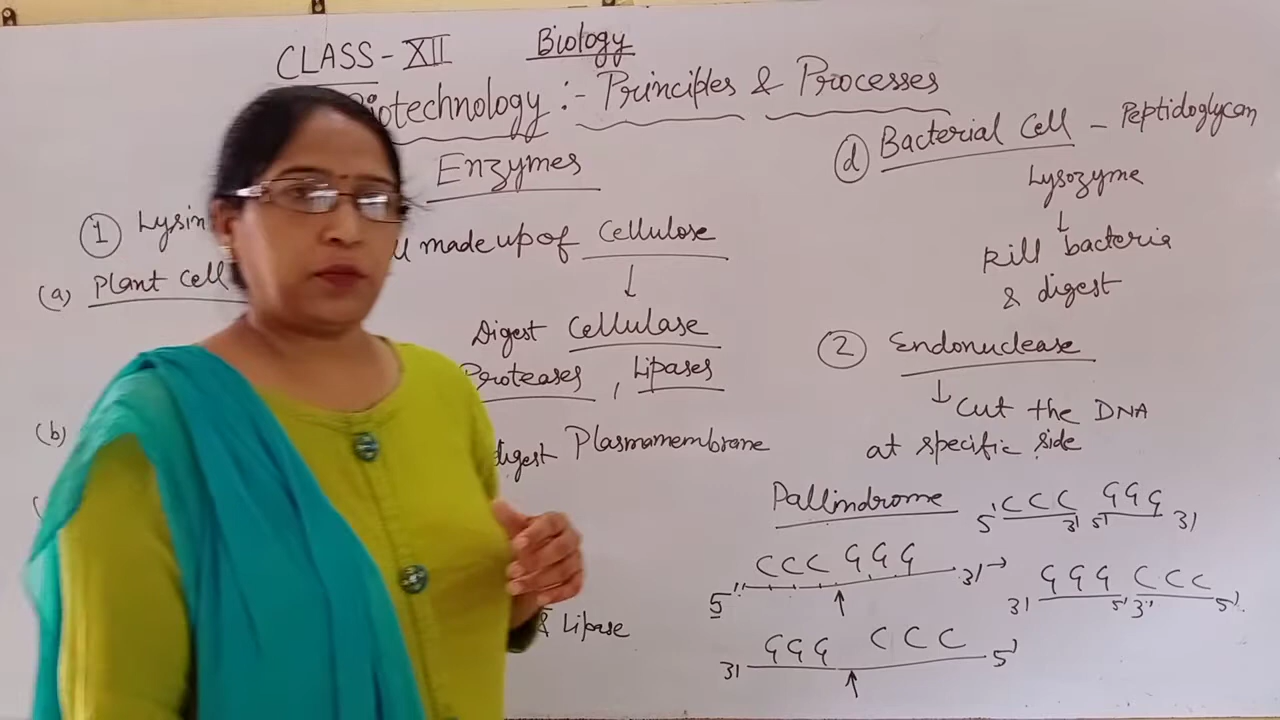 CLASS - XII Biology
Biotechnology :- Principles & Processes
Enzymes
① Lysin
(a) Plant Cell
made up of Cellulose
↓
Digest Cellulase
Proteases , Lipases
(b)
digest Plasmamembrane
& Lipase
ⓓ Bacterial Cell - Peptidoglycan
Lysozyme
↓
Kill bacteria
& digest
② Endonuclease
↓ Cut the DNA
at specific side
Pallindrome
5' CCC 3' 5' GGG 3'
5' CCC GGG 3' →
3' GGG 5' 3' CCC 5'
↑
3' GGG CCC 5'
↑